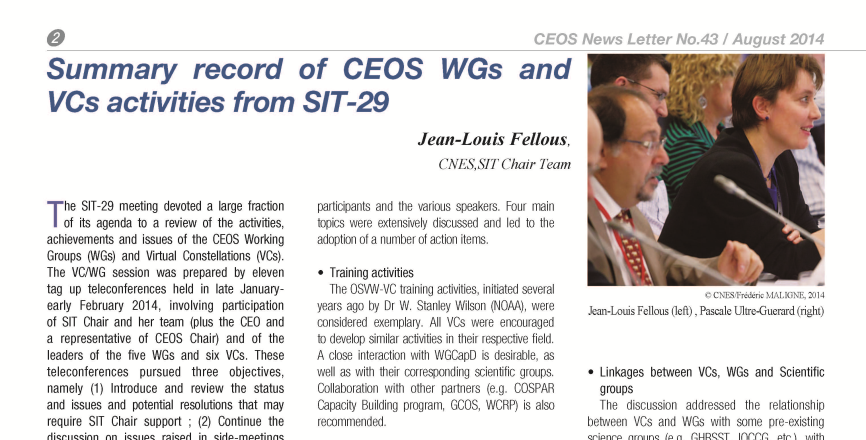 2
CEOS News Letter No.43 / August 2014
Summary record of CEOS WGs and
VCs activities from SIT-29
Jean-Louis Fellous,
CNES,SIT Chair Team
The SIT-29 meeting devoted a large fraction
of its agenda to a review of the activities,
achievements and issues of the CEOS Working
Groups (WGs) and Virtual Constellations (VCs).
The VC/WG session was prepared by eleven
tag up teleconferences held in late January-
early February 2014, involving participation
of SIT Chair and her team (plus the CEO and
a representative of CEOS Chair) and of the
leaders of the five WGs and six VCs. These
teleconferences pursued three objectives,
namely (1) Introduce and review the status
and issues and potential resolutions that may
require SIT Chair support ; (2) Continue the
discussion on issues raised in side-meetings
participants and the various speakers. Four main
topics were extensively discussed and led to the
adoption of a number of action items.
• Training activities
The OSVW-VC training activities, initiated several
years ago by Dr W. Stanley Wilson (NOAA), were
considered exemplary. All VCs were encouraged
to develop similar activities in their respective field.
A close interaction with WGCapD is desirable, as
well as with their corresponding scientific groups.
Collaboration with other partners (e.g. COSPAR
Capacity Building program, GCOS, WCRP) is also
recommended.
© CNES/Frédéric MALIGNE, 2014
Jean-Louis Fellous (left) , Pascale Ultre-Guerard (right)
• Linkages between VCs, WGs and Scientific
groups
The discussion addressed the relationship
between VCs and WGs with some pre-existing
science groups (e.g. GHRSST, IOCCG, etc.), with